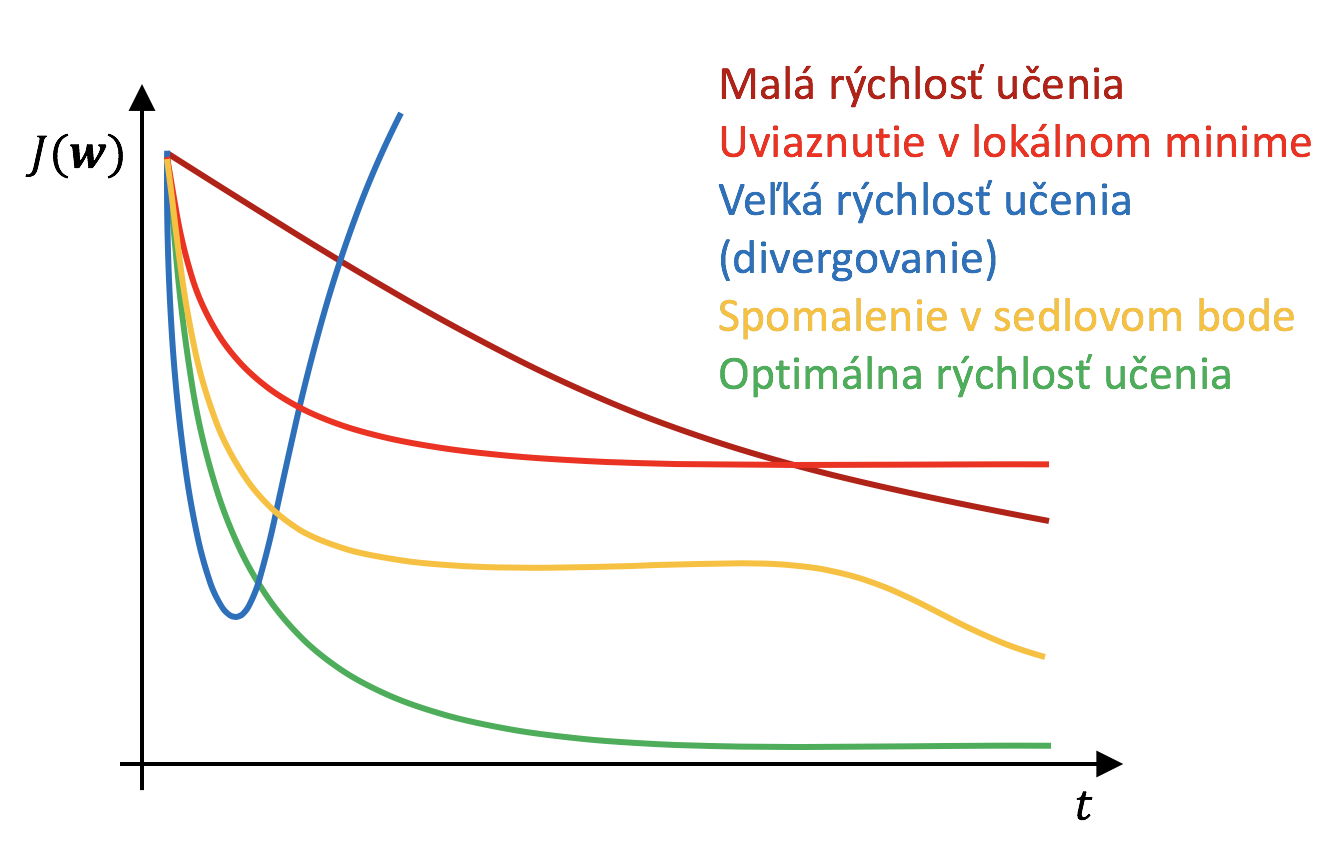 J(w)
Malá rýchlosť učenia
Uviaznutie v lokálnom minime
Veľká rýchlosť učenia
(divergovanie)
Spomalenie v sedlovom bode
Optimálna rýchlosť učenia
t